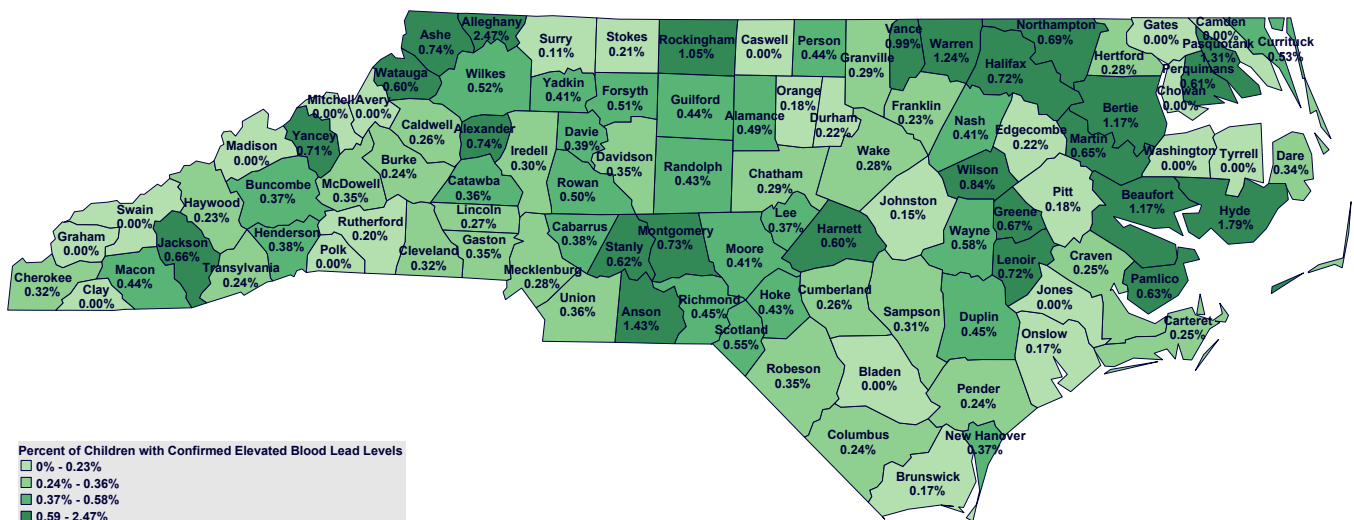 Alleghany
2.47%
Ashe
0.74%
Surry
0.11%
Stokes
0.21%
Rockingham
1.05%
Caswell
0.00%
Person
0.44%
Granville
0.29%
Vance
0.99%
Warren
1.24%
Northampton
0.69%
Halifax
0.72%
Hertford
0.28%
Gates
0.00%
Camden
0.00%
Pasquotank
1.31%
Currituck
0.53%
Perquimans
0.61%
Chowan
0.00%
Watauga
0.60%
Wilkes
0.52%
Yadkin
0.41%
Forsyth
0.51%
Guilford
0.44%
Alamance
0.49%
Orange
0.18%
Durham
0.22%
Franklin
0.23%
Nash
0.41%
Edgecombe
0.22%
Bertie
1.17%
Martin
0.65%
Washington
0.00%
Tyrrell
0.00%
Dare
0.34%
Mitchell
0.00%
Avery
0.00%
Yancey
0.71%
Caldwell
0.26%
Alexander
0.74%
Iredell
0.30%
Davie
0.39%
Davidson
0.35%
Randolph
0.43%
Chatham
0.29%
Wake
0.28%
Wilson
0.84%
Pitt
0.18%
Beaufort
1.17%
Hyde
1.79%
Madison
0.00%
Buncombe
0.37%
McDowell
0.35%
Burke
0.24%
Catawba
0.36%
Rowan
0.50%
Johnston
0.15%
Greene
0.67%
Haywood
0.23%
Swain
0.00%
Graham
0.00%
Jackson
0.66%
Henderson
0.38%
Rutherford
0.20%
Polk
0.00%
Cleveland
0.32%
Lincoln
0.27%
Gaston
0.35%
Cabarrus
0.38%
Stanly
0.62%
Montgomery
0.73%
Moore
0.41%
Lee
0.37%
Harnett
0.60%
Wayne
0.58%
Lenoir
0.72%
Craven
0.25%
Pamlico
0.63%
Cherokee
0.32%
Clay
0.00%
Macon
0.44%
Transylvania
0.24%
Mecklenburg
0.28%
Union
0.36%
Anson
1.43%
Richmond
0.45%
Scotland
0.55%
Hoke
0.43%
Cumberland
0.26%
Sampson
0.31%
Duplin
0.45%
Jones
0.00%
Onslow
0.17%
Carteret
0.25%
Robeson
0.35%
Bladen
0.00%
Pender
0.24%
Columbus
0.24%
New Hanover
0.37%
Brunswick
0.17%
Percent of Children with Confirmed Elevated Blood Lead Levels
0% - 0.23%
0.24% - 0.36%
0.37% - 0.58%
0.59 - 2.47%